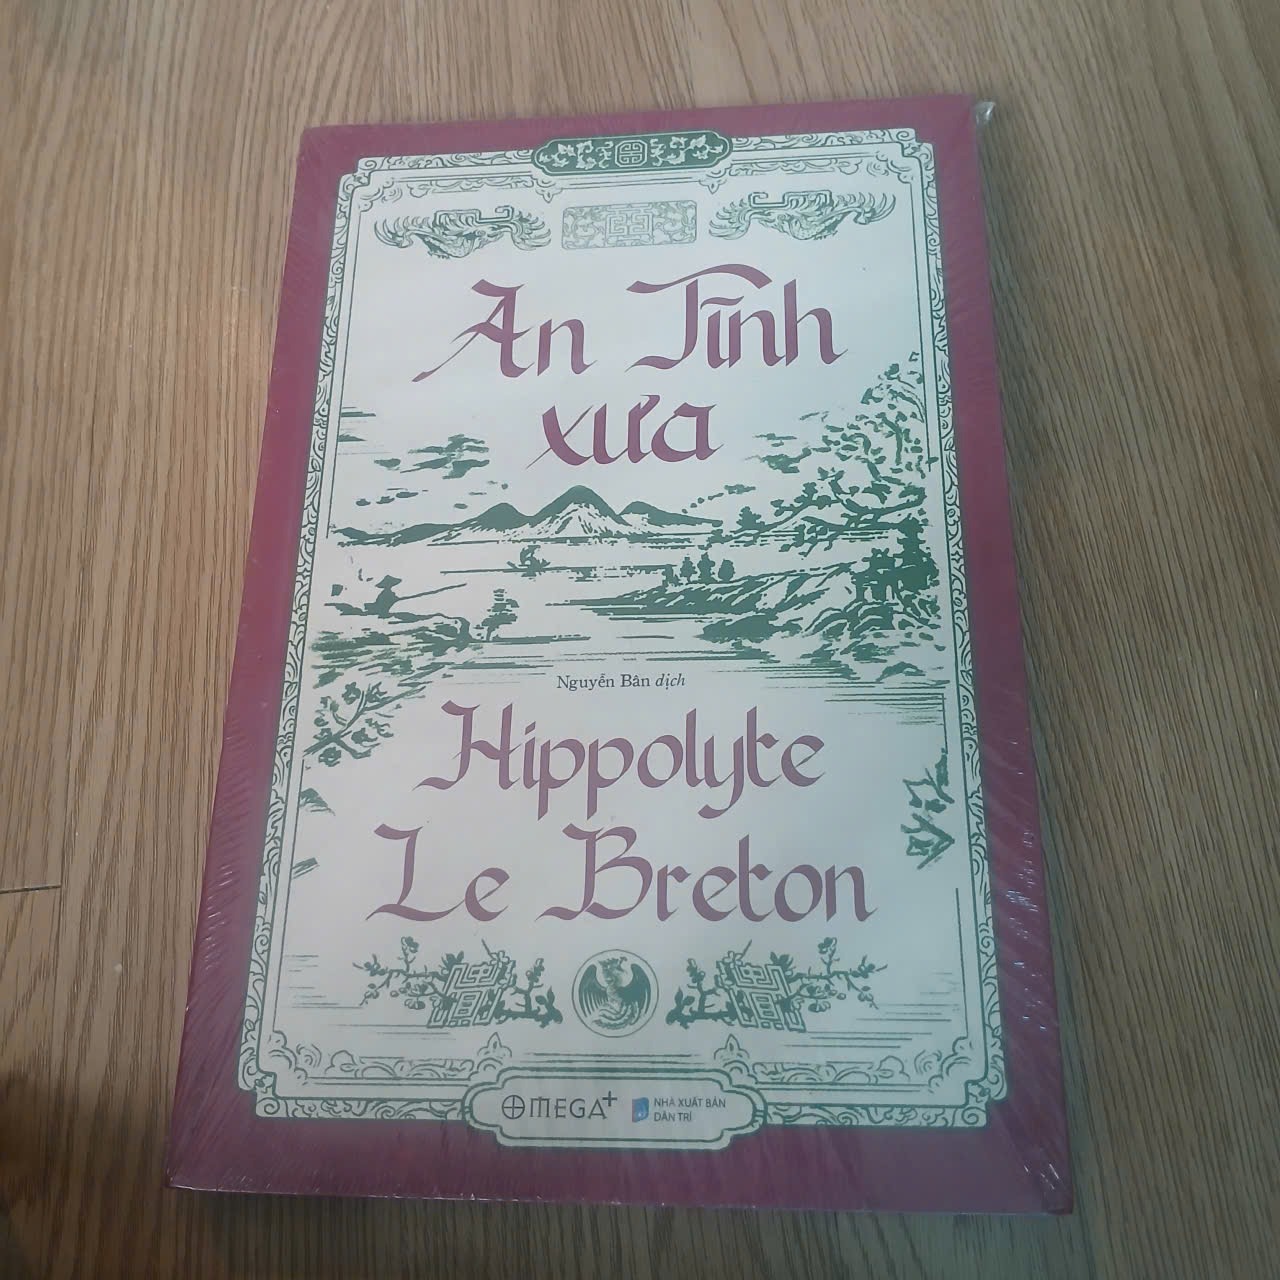 An Tĩnh
xưa
Nguyễn Bân dịch
Hippolyte
Le Breton
OMEGA+
NHÀ XUẤT BẢN
DÂN TRÍ